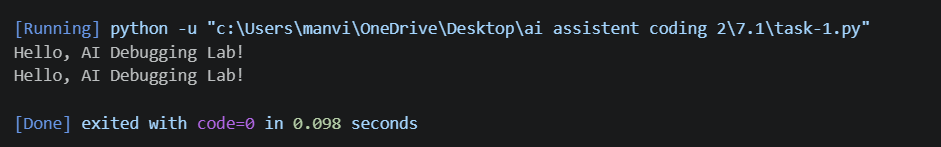 [Running] python -u "c:\Users\manvi\OneDrive\Desktop\ai assistent coding 2\7.1\task-1.py"
Hello, AI Debugging Lab!
Hello, AI Debugging Lab!
[Done] exited with code=0 in 0.098 seconds